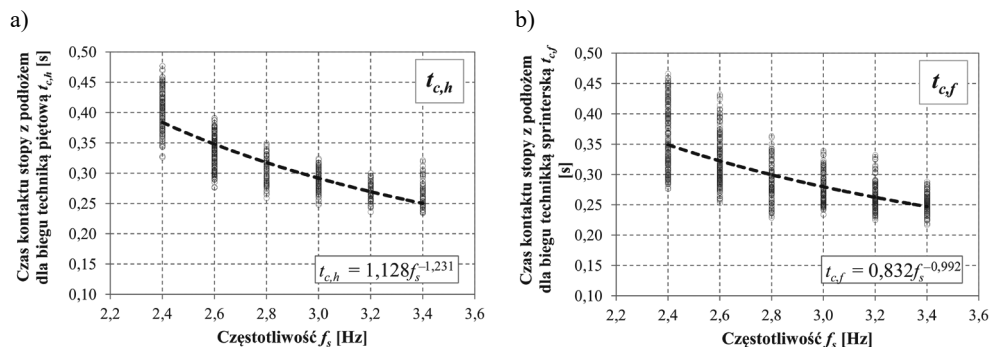 a)
Czas kontaktu stopy z podłożem
dla biegu techniką piętową t_c,h [s]
0,50
0,45
0,40
0,35
0,30
0,25
0,20
0,15
0,10
t_c,h
t_c,h = 1,128f_s^–1,231
2,2 2,4 2,6 2,8 3,0 3,2 3,4 3,6
Częstotliwość f_s [Hz]
b)
Czas kontaktu stopy z podłożem
dla biegu technikką sprinterską t_c,f
[s]
0,50
0,45
0,40
0,35
0,30
0,25
0,20
0,15
0,10
t_c,f
t_c,f = 0,832f_s^–0,992
2,2 2,4 2,6 2,8 3,0 3,2 3,4 3,6
Częstotliwość f_s [Hz]